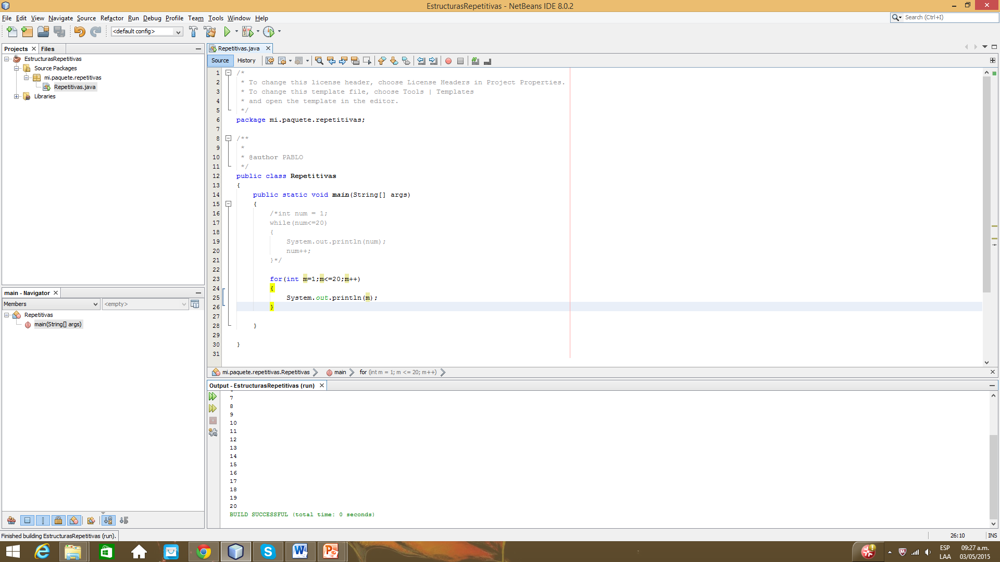 EstructurasRepetitivas - NetBeans IDE 8.0.2
File Edit View Navigate Source Refactor Run Debug Profile Team Tools Window Help
Search (Ctrl+I)
<default config>
Projects Files
EstructurasRepetitivas
Source Packages
mi.paquete.repetitivas
Repetitivas.java
Libraries
Repetitivas.java
Source History
1 /*
2 * To change this license header, choose License Headers in Project Properties.
3 * To change this template file, choose Tools | Templates
4 * and open the template in the editor.
5 */
6 package mi.paquete.repetitivas;
7
8 /**
9 *
10 * @author PABLO
11 */
12 public class Repetitivas
13 {
14 public static void main(String[] args)
15 {
16 /*int num = 1;
17 while(num<=20)
18 {
19 System.out.println(num);
20 num++;
21 }*/
22
23 for(int m=1;m<=20;m++)
24 {
25 System.out.println(m);
26 }
27
28 }
29
30 }
31
mi.paquete.repetitivas.Repetitivas main for (int m = 1; m <= 20; m++)
main - Navigator
Members <empty>
Repetitivas
main(String[] args)
Output - EstructurasRepetitivas (run)
7
8
9
10
11
12
13
14
15
16
17
18
19
20
BUILD SUCCESSFUL (total time: 0 seconds)
Finished building EstructurasRepetitivas (run).
26:10 INS
ESP 09:27 a.m.
LAA 03/05/2015